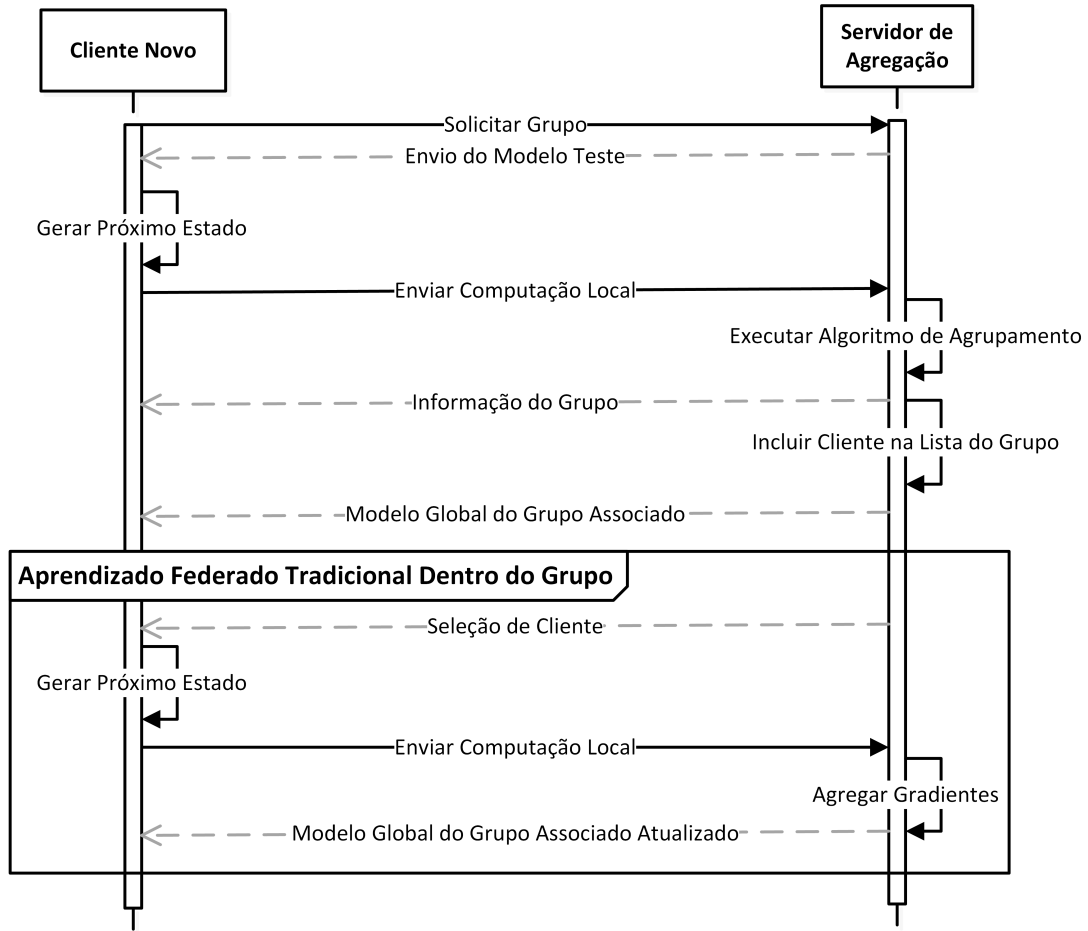 Cliente Novo
Servidor de
Agregação
Solicitar Grupo
Envio do Modelo Teste
Gerar Próximo Estado
Enviar Computação Local
Executar Algoritmo de Agrupamento
Informação do Grupo
Incluir Cliente na Lista do Grupo
Modelo Global do Grupo Associado
Aprendizado Federado Tradicional Dentro do Grupo
Seleção de Cliente
Gerar Próximo Estado
Enviar Computação Local
Agregar Gradientes
Modelo Global do Grupo Associado Atualizado